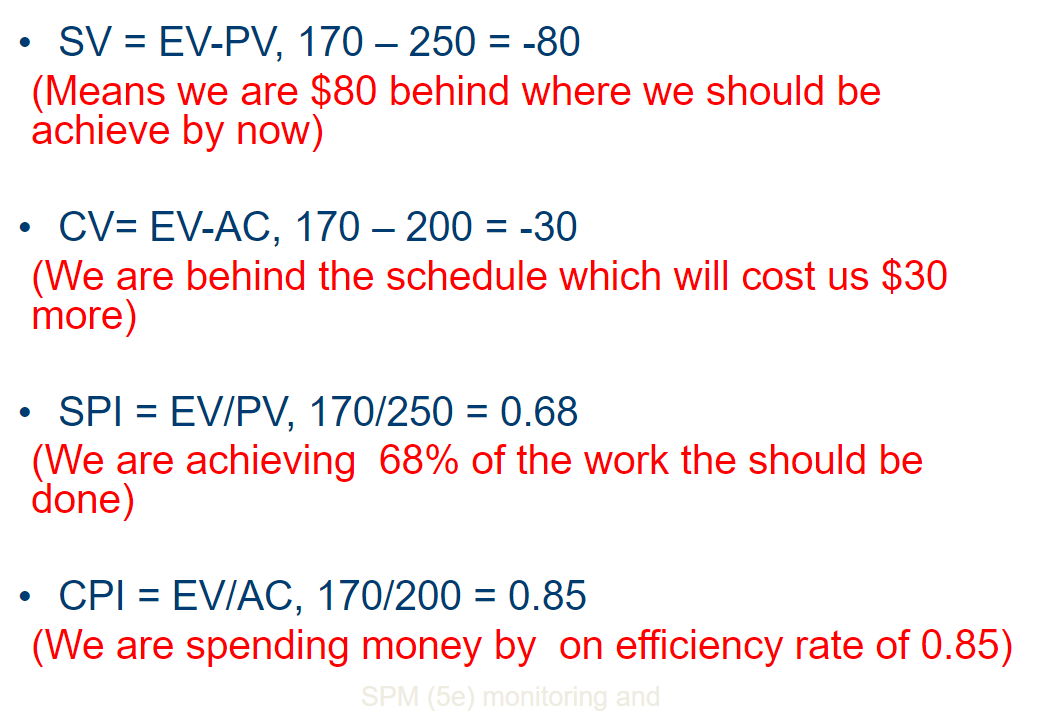 • SV = EV-PV, 170 – 250 = -80
(Means we are $80 behind where we should be
achieve by now)
• CV= EV-AC, 170 – 200 = -30
(We are behind the schedule which will cost us $30
more)
• SPI = EV/PV, 170/250 = 0.68
(We are achieving  68% of the work the should be
done)
• CPI = EV/AC, 170/200 = 0.85
(We are spending money by  on efficiency rate of 0.85)
SPM (5e) monitoring and